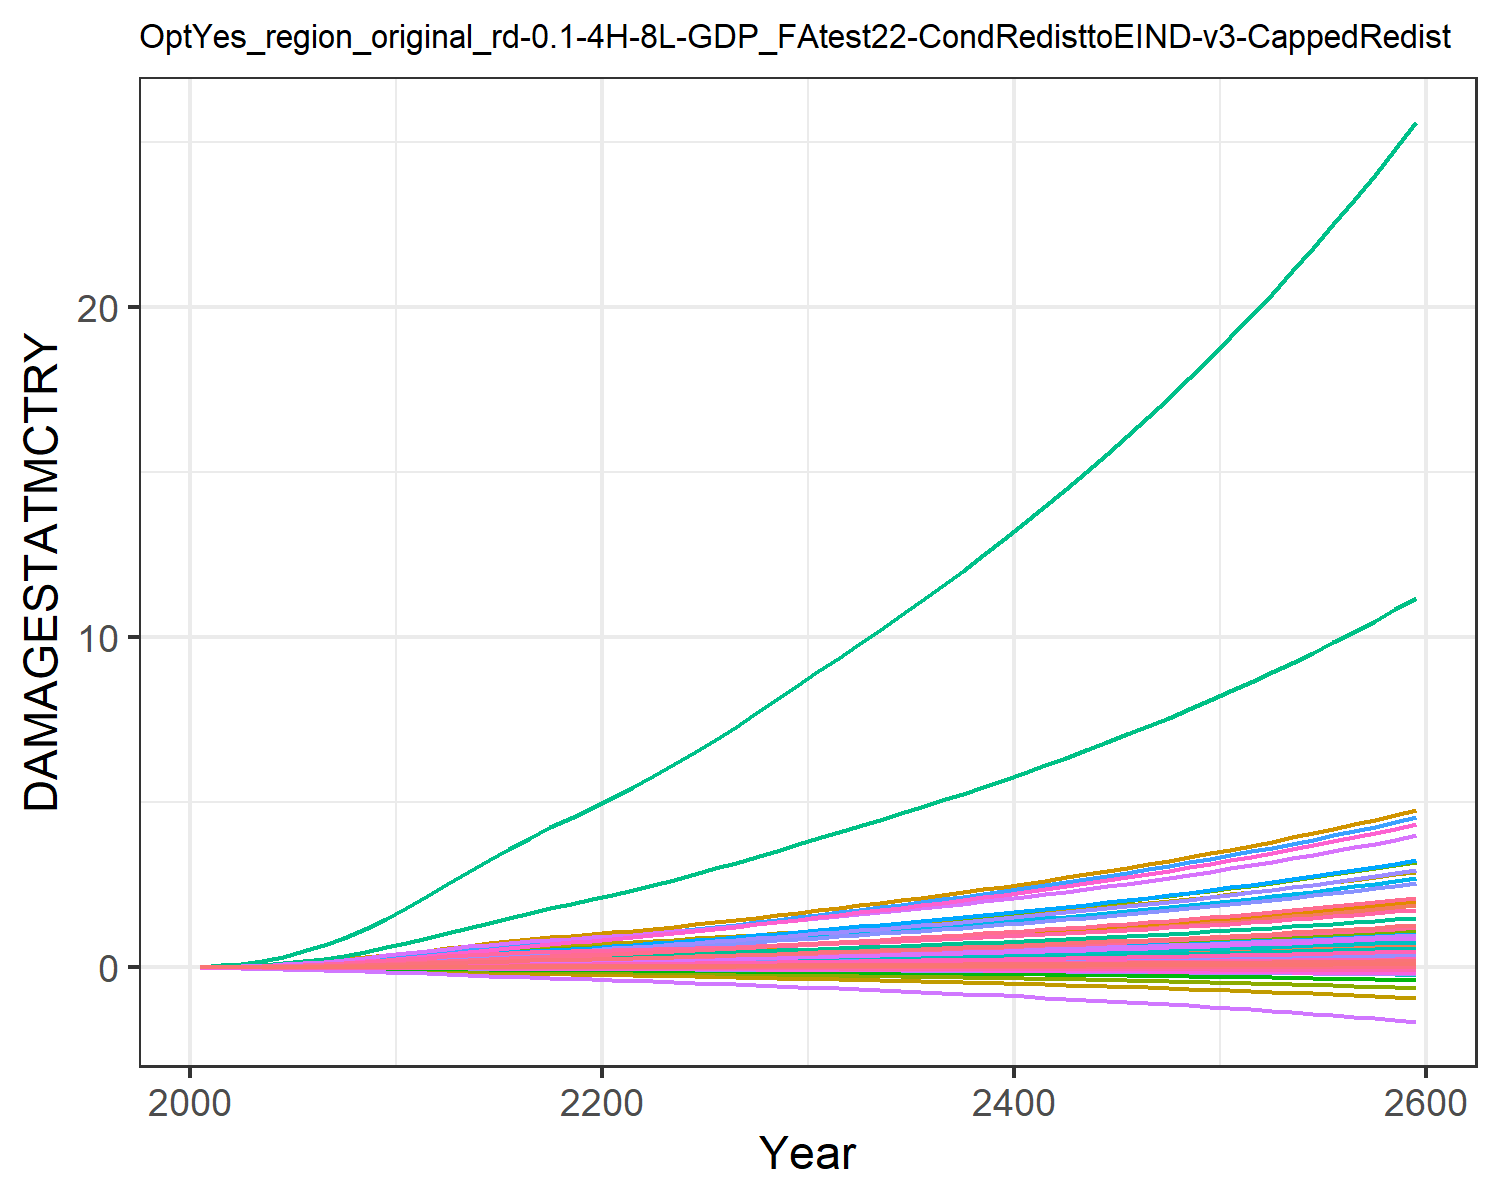 OptYes_region_original_rd-0.1-4H-8L-GDP_FAtest22-CondRedisttoEIND-v3-CappedRedist
DAMAGESTATMCTRY
20
10
0
2000 2200 2400 2600
Year